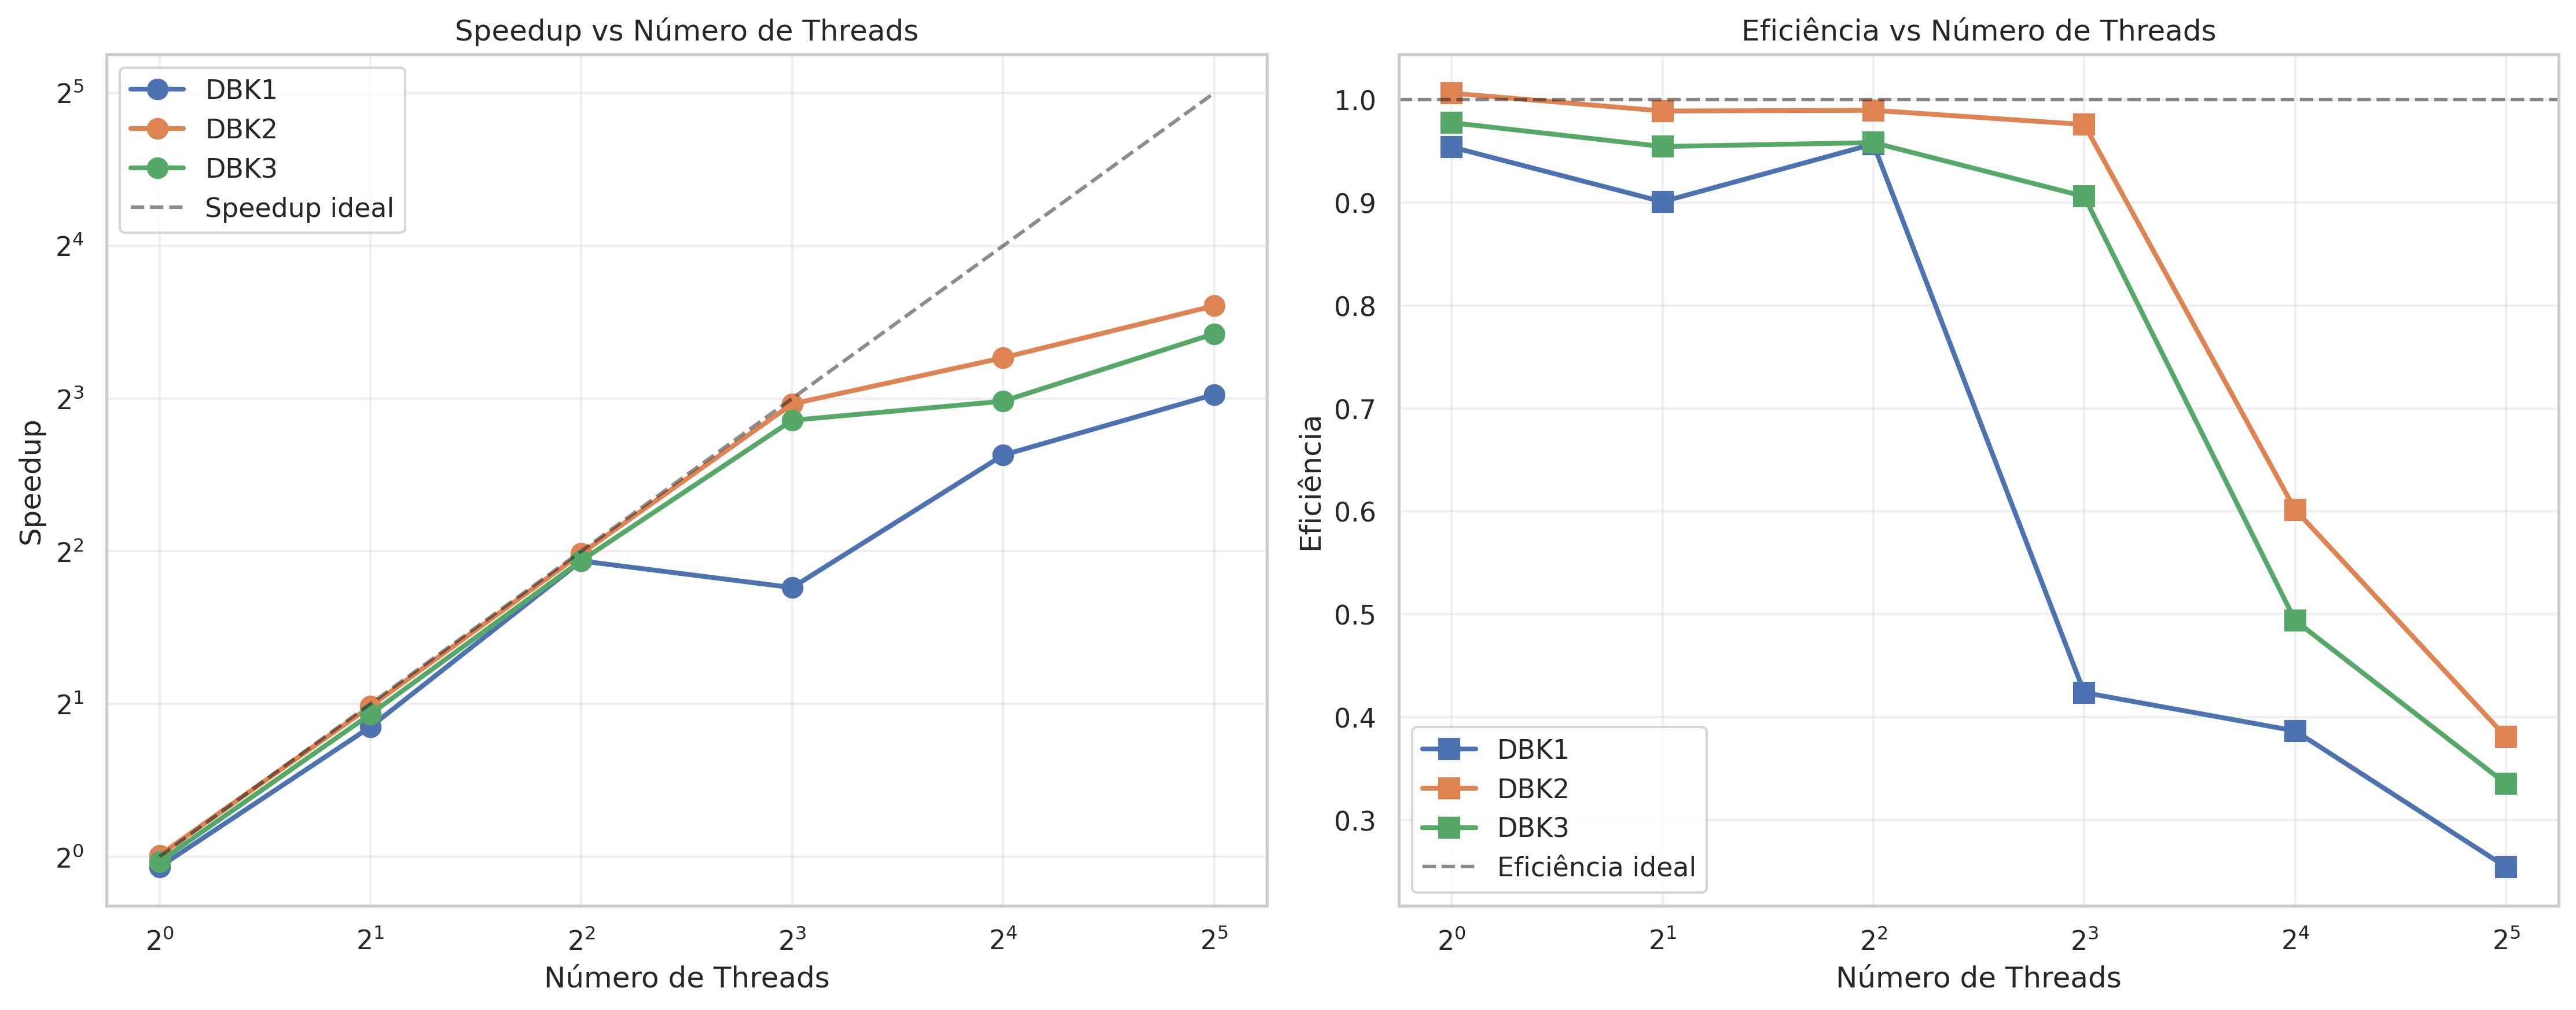 Speedup vs Número de Threads
DBK1
DBK2
DBK3
Speedup ideal
2⁵
2⁴
2³
2²
2¹
2⁰
Speedup
2⁰ 2¹ 2² 2³ 2⁴ 2⁵
Número de Threads
Eficiência vs Número de Threads
1.0
0.9
0.8
0.7
0.6
0.5
0.4
0.3
Eficiência
DBK1
DBK2
DBK3
Eficiência ideal
2⁰ 2¹ 2² 2³ 2⁴ 2⁵
Número de Threads